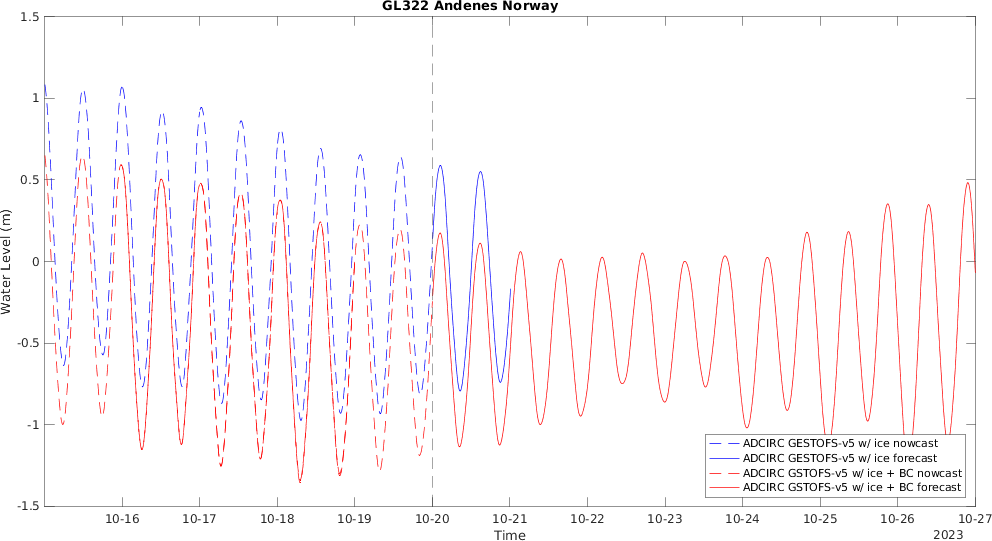 GL322 Andenes Norway
1.5
1
0.5
0
-0.5
-1
-1.5
Water Level (m)
10-16 10-17 10-18 10-19 10-20 10-21 10-22 10-23 10-24 10-25 10-26 10-27
Time
2023
ADCIRC GESTOFS-v5 w/ ice nowcast
ADCIRC GESTOFS-v5 w/ ice forecast
ADCIRC GSTOFS-v5 w/ ice + BC nowcast
ADCIRC GSTOFS-v5 w/ ice + BC forecast